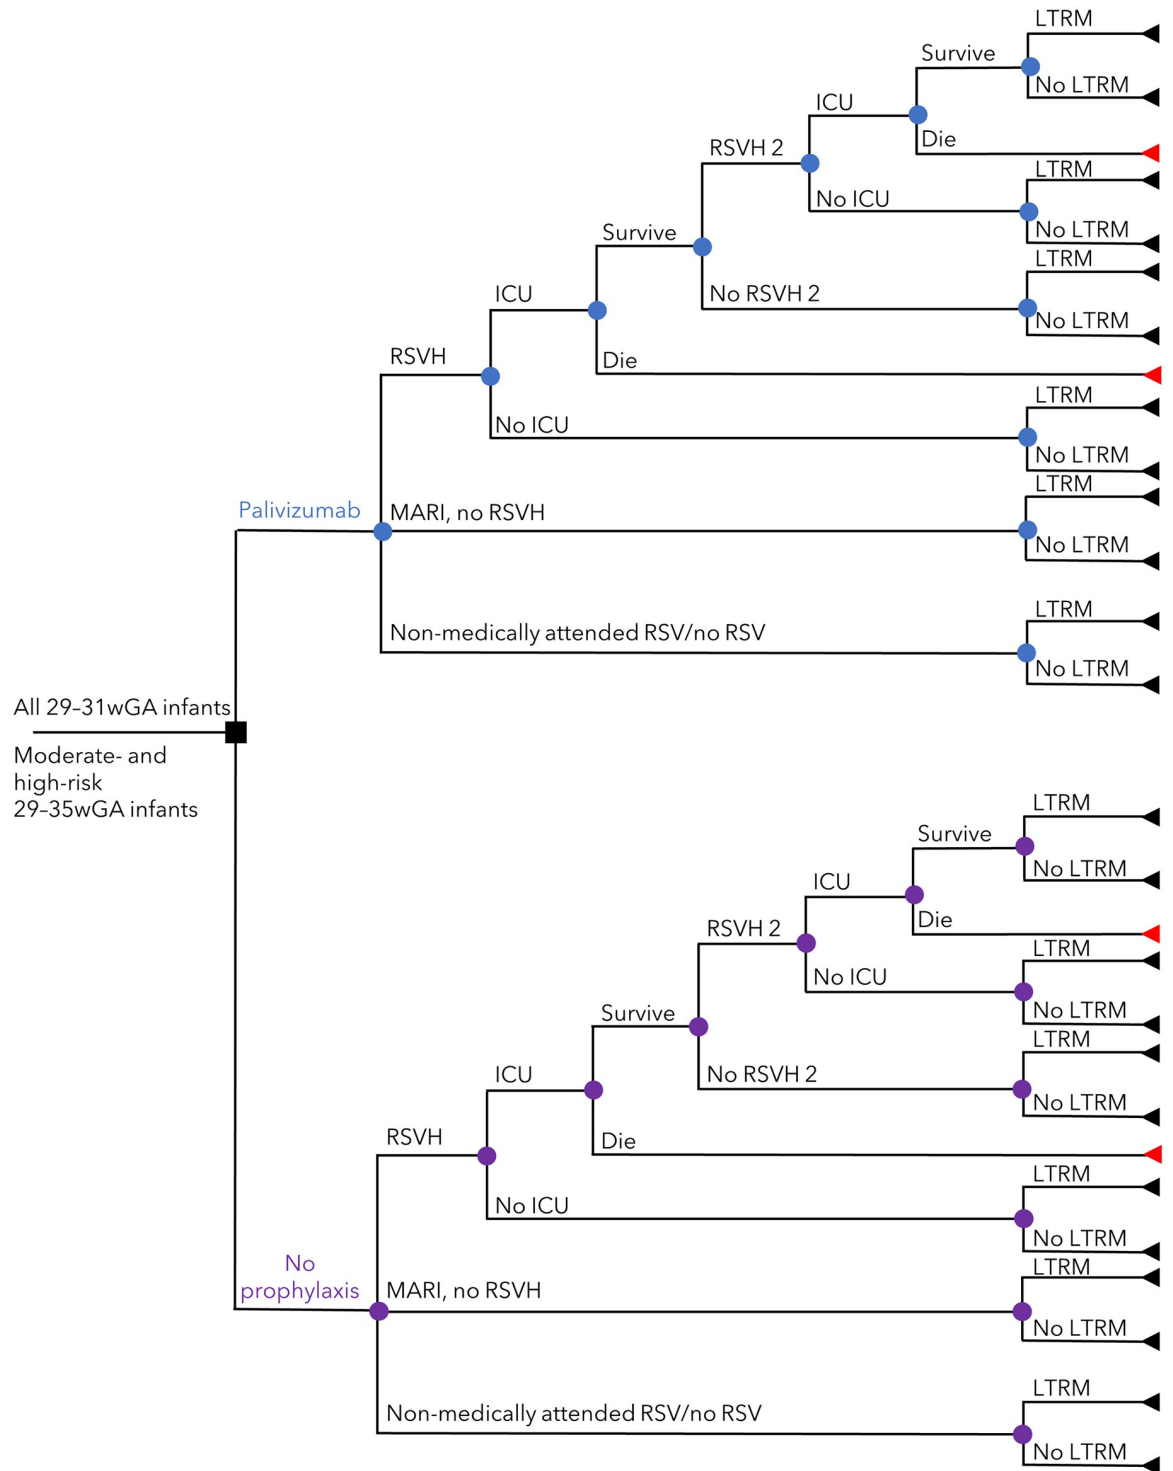 LTRM
Survive
No LTRM
ICU
Die
RSVH 2
LTRM
No ICU
No LTRM
Survive
LTRM
No RSVH 2
No LTRM
ICU
RSVH
Die
LTRM
No ICU
No LTRM
LTRM
Palivizumab
MARI, no RSVH
No LTRM
LTRM
Non-medically attended RSV/no RSV
No LTRM
All 29–31wGA infants
Moderate- and
high-risk
29–35wGA infants
LTRM
Survive
No LTRM
ICU
Die
RSVH 2
LTRM
No ICU
No LTRM
Survive
LTRM
No RSVH 2
No LTRM
ICU
RSVH
Die
LTRM
No ICU
No LTRM
No
prophylaxis
LTRM
MARI, no RSVH
No LTRM
LTRM
Non-medically attended RSV/no RSV
No LTRM